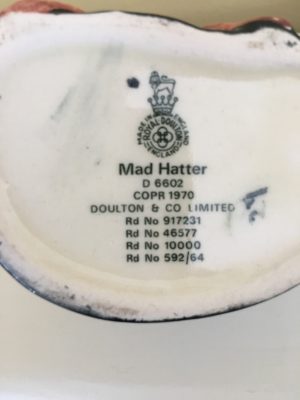 MADE IN ENGLAND
ROYAL DOULTON
ENGLAND
Mad Hatter
D 6602
COPR 1970
DOULTON & CO LIMITED
Rd No 917231
Rd No 46577
Rd No 10000
Rd No 592/64